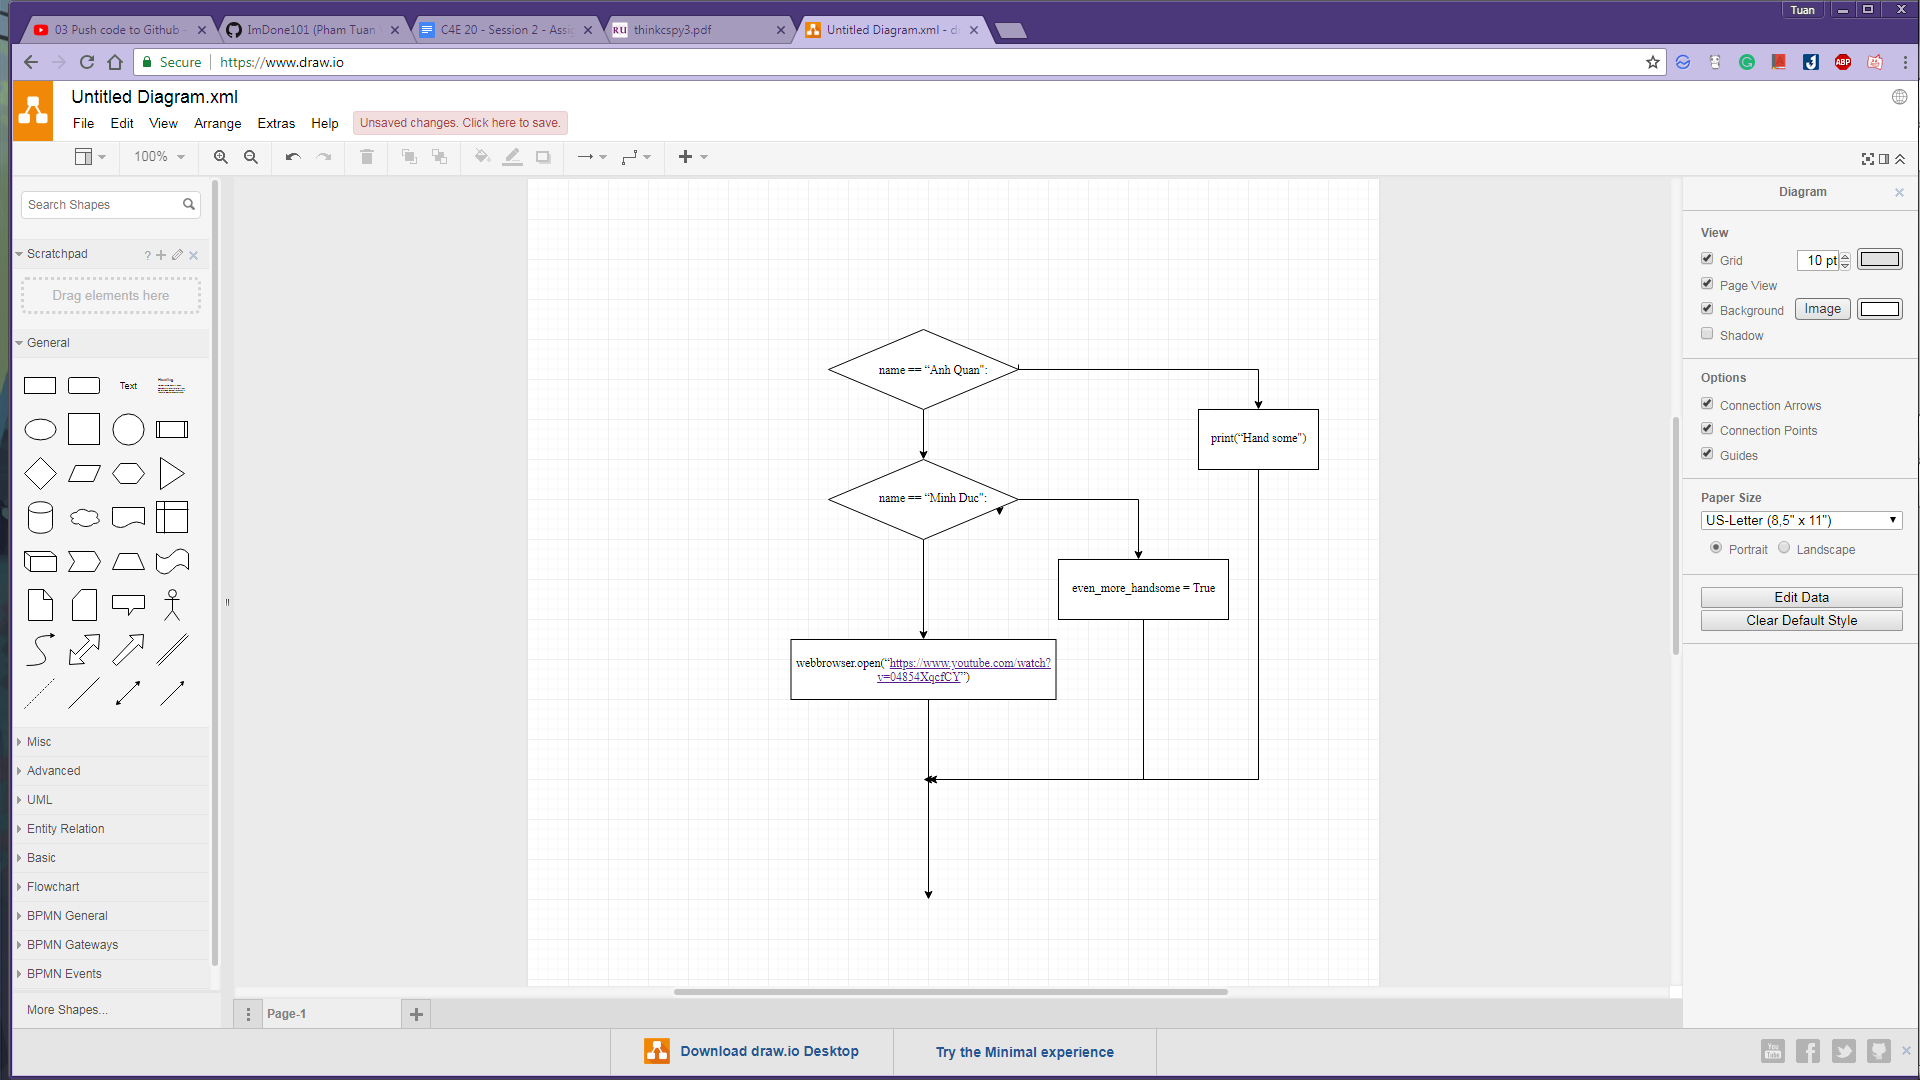 Tuan
03 Push code to Github -
ImDone101 (Pham Tuan
C4E 20 - Session 2 - Assig
RU thinkcspy3.pdf
Untitled Diagram.xml - d
Secure https://www.draw.io
ABP
Untitled Diagram.xml
File Edit View Arrange Extras Help Unsaved changes. Click here to save.
100%
Search Shapes
Scratchpad ?
Drag elements here
General
Text
Heading
Misc
Advanced
UML
Entity Relation
Basic
Flowchart
BPMN General
BPMN Gateways
BPMN Events
More Shapes...
name == “Anh Quan”:
print(“Hand some”)
name == “Minh Duc”:
even_more_handsome = True
webbrowser.open(“https://www.youtube.com/watch?
v=04854XqcfCY”)
Diagram
View
Grid 10 pt
Page View
Background Image
Shadow
Options
Connection Arrows
Connection Points
Guides
Paper Size
US-Letter (8,5" x 11")
Portrait Landscape
Edit Data
Clear Default Style
Page-1
Download draw.io Desktop
Try the Minimal experience
You Tube